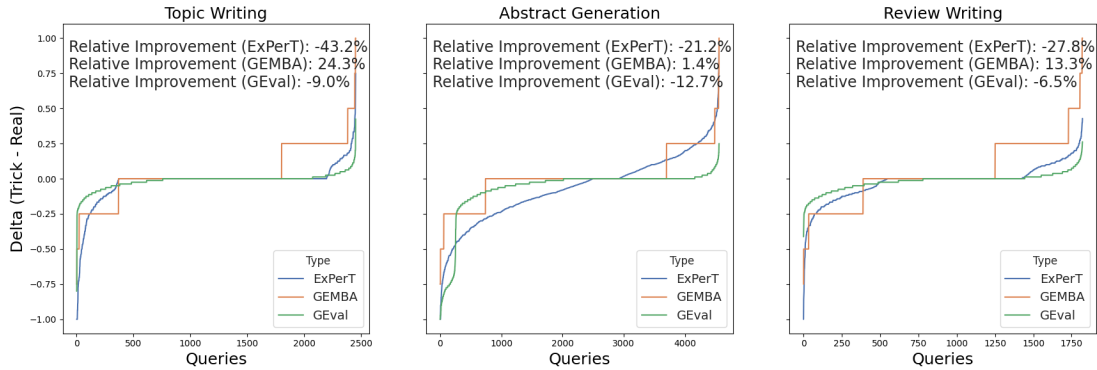 Topic Writing
Relative Improvement (ExPerT): -43.2%
Relative Improvement (GEMBA): 24.3%
Relative Improvement (GEval): -9.0%
Delta (Trick - Real)
1.00
0.75
0.50
0.25
0.00
−0.25
−0.50
−0.75
−1.00
Type
ExPerT
GEMBA
GEval
0 500 1000 1500 2000 2500
Queries
Abstract Generation
Relative Improvement (ExPerT): -21.2%
Relative Improvement (GEMBA): 1.4%
Relative Improvement (GEval): -12.7%
Type
ExPerT
GEMBA
GEval
0 1000 2000 3000 4000
Queries
Review Writing
Relative Improvement (ExPerT): -27.8%
Relative Improvement (GEMBA): 13.3%
Relative Improvement (GEval): -6.5%
Type
ExPerT
GEMBA
GEval
0 250 500 750 1000 1250 1500 1750
Queries